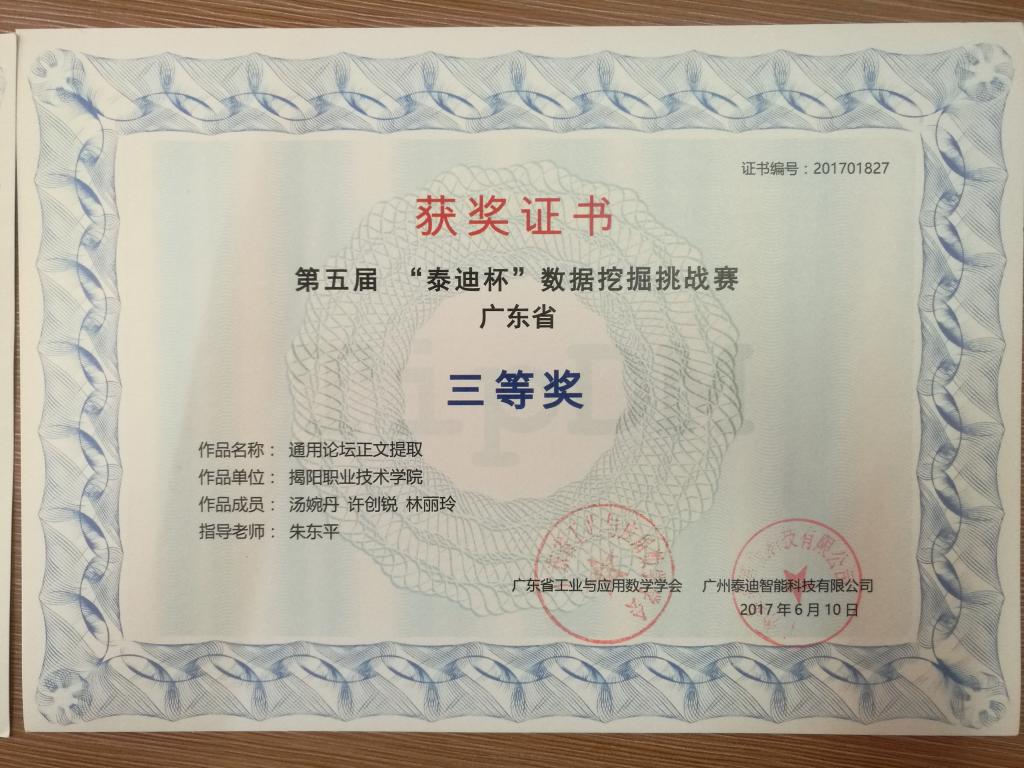 证书编号：201701827
获奖证书
第五届 “泰迪杯”数据挖掘挑战赛
广东省
三等奖
作品名称： 通用论坛正文提取
作品单位： 揭阳职业技术学院
作品成员： 汤婉丹 许创锐 林丽玲
指导老师： 朱东平
广东省工业与应用数学学会 广州泰迪智能科技有限公司
2017年6月10日